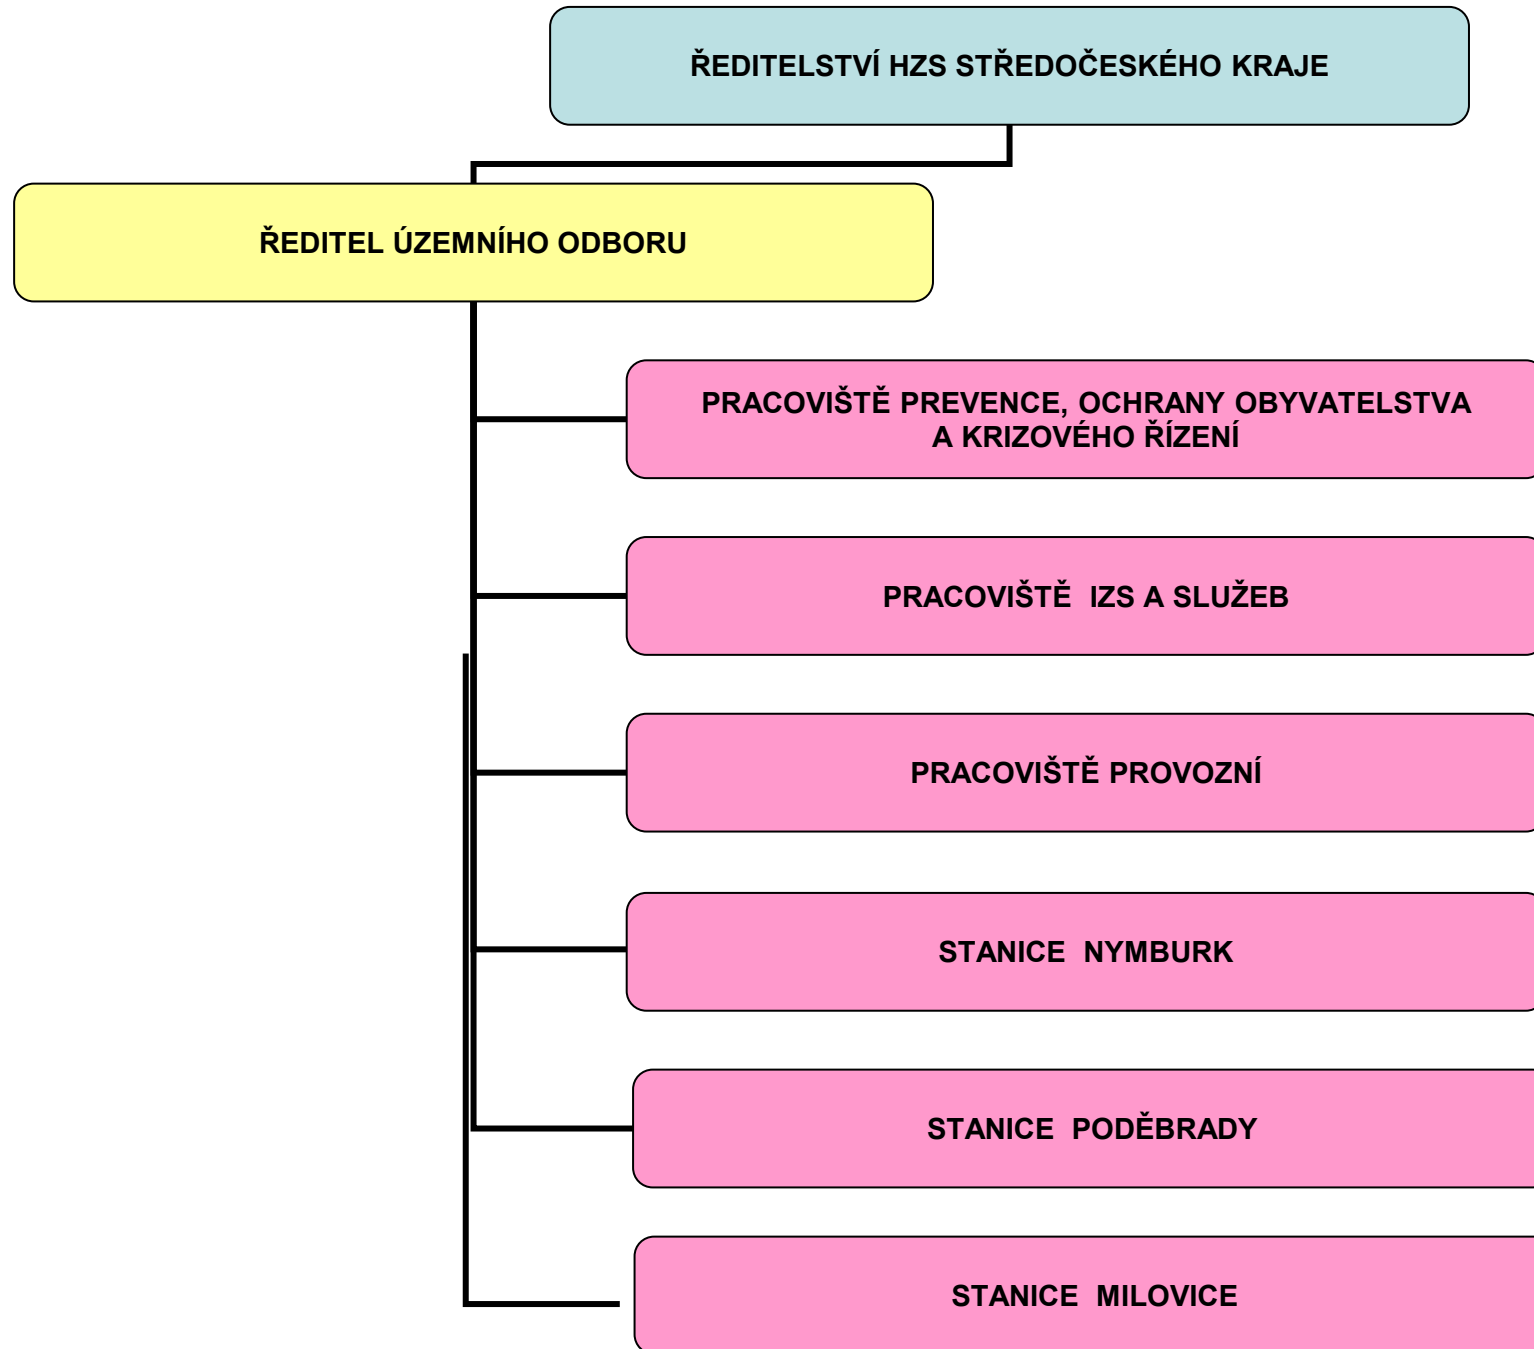 ŘEDITELSTVÍ HZS STŘEDOČESKÉHO KRAJE
ŘEDITEL ÚZEMNÍHO ODBORU
PRACOVIŠTĚ PREVENCE, OCHRANY OBYVATELSTVA
A KRIZOVÉHO ŘÍZENÍ
PRACOVIŠTĚ IZS A SLUŽEB
PRACOVIŠTĚ PROVOZNÍ
STANICE NYMBURK
STANICE PODĚBRADY
STANICE MILOVICE